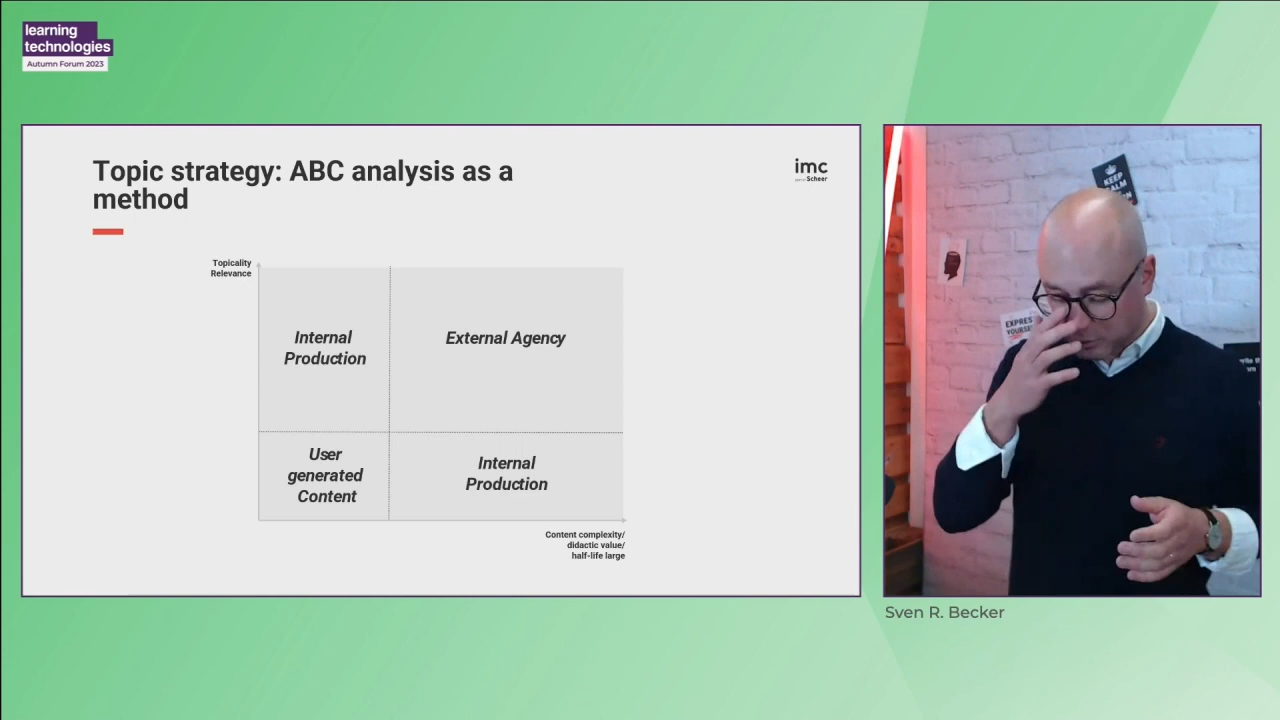 learning
technologies
Autumn Forum 2023
Topic strategy: ABC analysis as a
method
imc
Scheer
Topicality
Relevance
Internal
Production
External Agency
User
generated
Content
Internal
Production
Content complexity/
didactic value/
half-life large
KEEP
EXPRESS
YOURSELF
Sven R. Becker